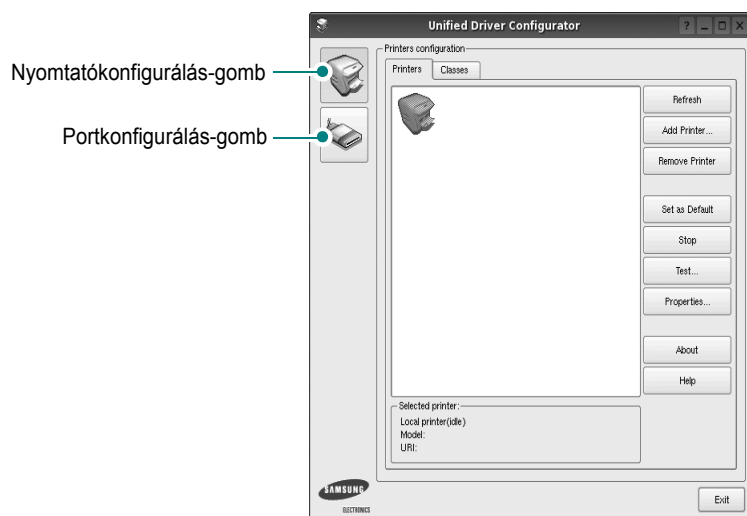 Unified Driver Configurator
Nyomtatókonfigurálás-gomb
Portkonfigurálás-gomb
Printers configuration
Printers
Classes
Refresh
Add Printer...
Remove Printer
Set as Default
Stop
Test...
Properties...
About
Help
Selected printer:
Local printer(idle)
Model:
URI:
SAMSUNG
ELECTRONICS
Exit